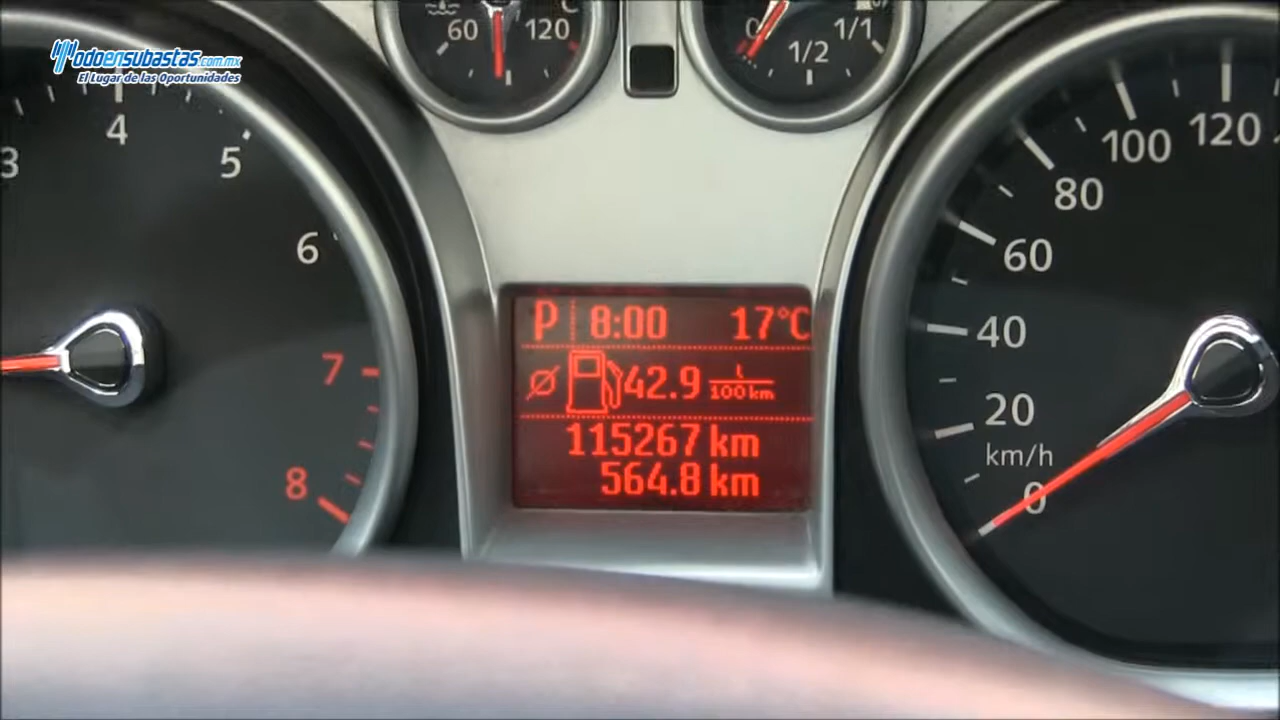 Todoensubastas.com.mx
El Lugar de las Oportunidades
60 120 C
0 1/2 1/1
3 4 5 6 7 8
P 8:00 17°C
Ø 42.9 L/100km
115267 km
564.8 km
0 20 40 60 80 100 120
km/h